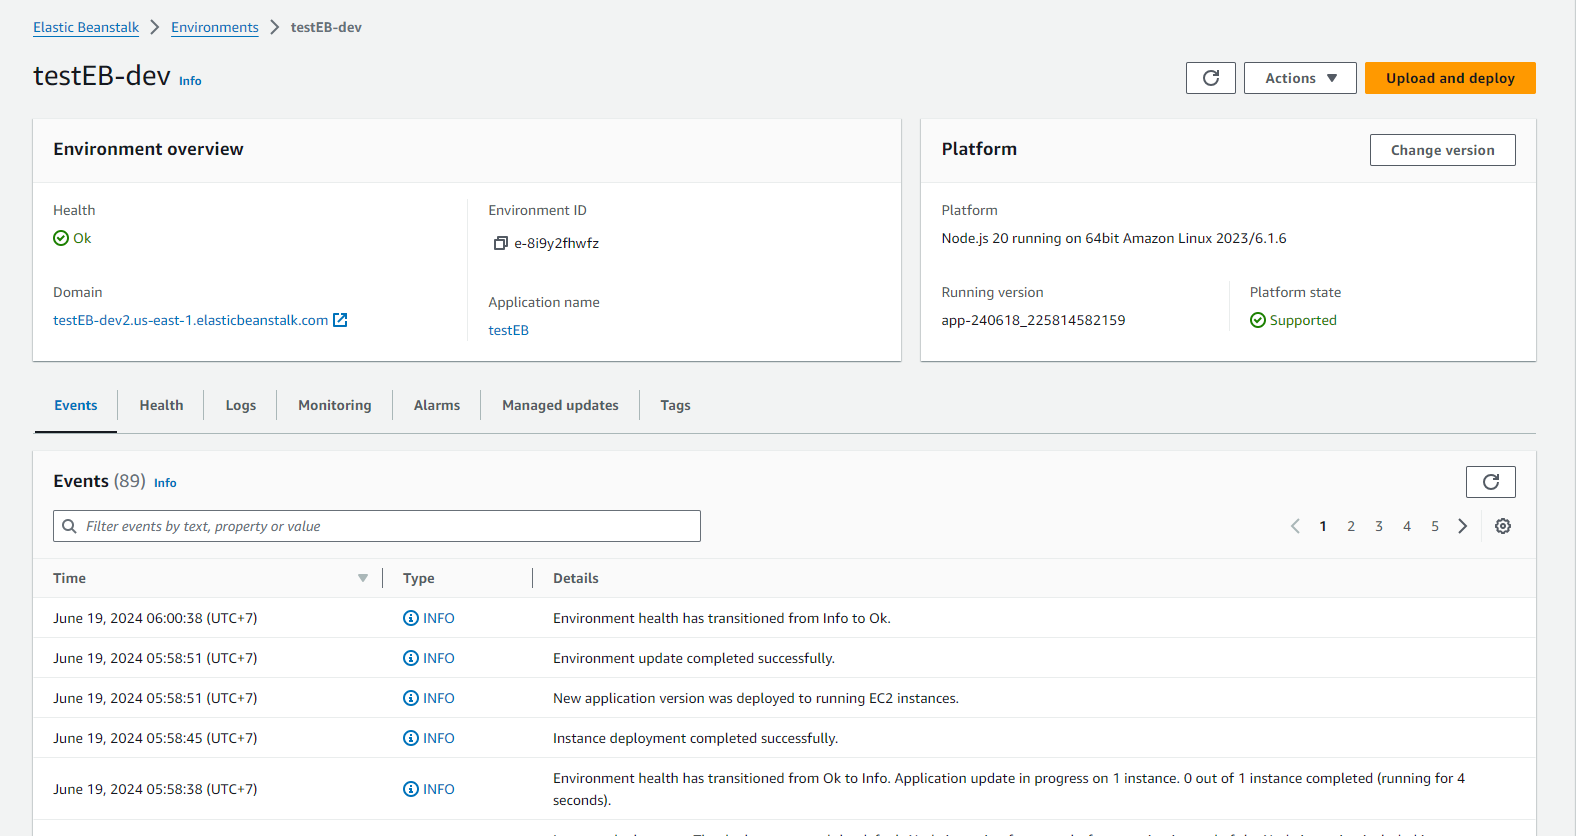 Elastic Beanstalk > Environments > testEB-dev
testEB-dev Info
Actions
Upload and deploy
Environment overview
Health
Ok
Domain
testEB-dev2.us-east-1.elasticbeanstalk.com
Environment ID
e-8i9y2fhwfz
Application name
testEB
Platform
Change version
Platform
Node.js 20 running on 64bit Amazon Linux 2023/6.1.6
Running version
app-240618_225814582159
Platform state
Supported
Events Health Logs Monitoring Alarms Managed updates Tags
Events (89) Info
Filter events by text, property or value
1 2 3 4 5
Time Type Details
June 19, 2024 06:00:38 (UTC+7) INFO Environment health has transitioned from Info to Ok.
June 19, 2024 05:58:51 (UTC+7) INFO Environment update completed successfully.
June 19, 2024 05:58:51 (UTC+7) INFO New application version was deployed to running EC2 instances.
June 19, 2024 05:58:45 (UTC+7) INFO Instance deployment completed successfully.
June 19, 2024 05:58:38 (UTC+7) INFO Environment health has transitioned from Ok to Info. Application update in progress on 1 instance. 0 out of 1 instance completed (running for 4
seconds).